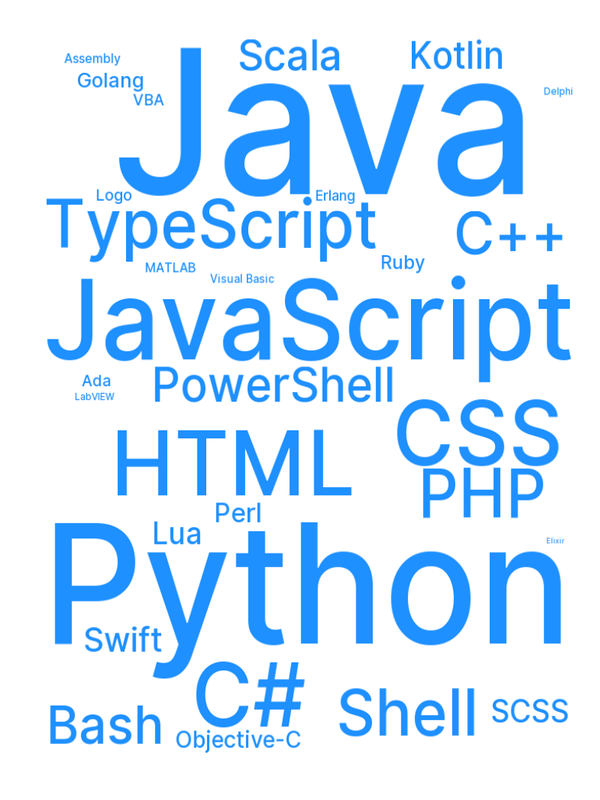 Scala
Kotlin
Assembly
Golang
VBA
Delphi
Java
Logo
Erlang
TypeScript
C++
Ruby
MATLAB
Visual Basic
JavaScript
Ada
LabVIEW
PowerShell
CSS
HTML
PHP
Perl
Lua
Elixir
Python
Swift
C#
Bash
Shell
SCSS
Objective-C